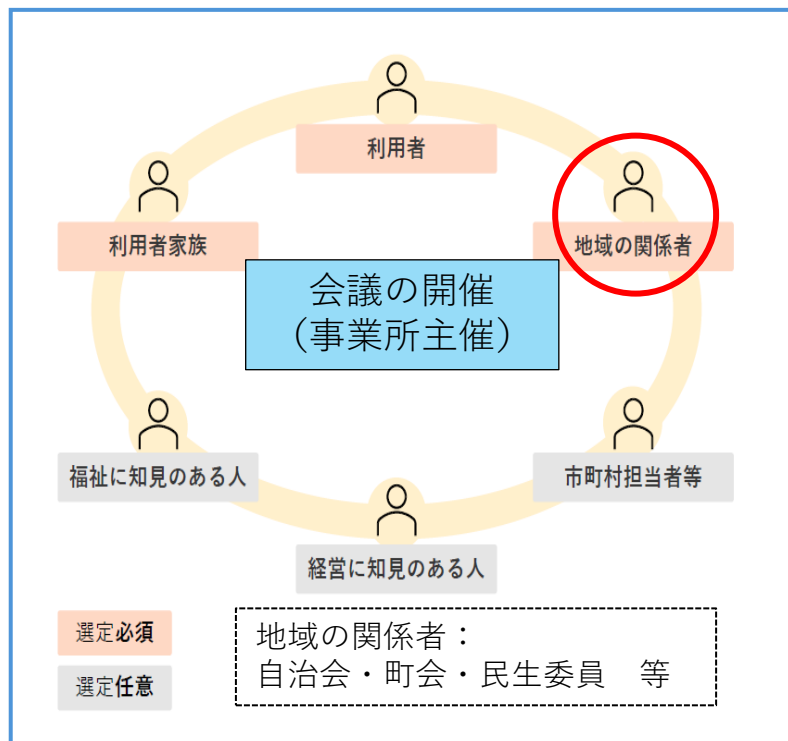 利用者
利用者家族
地域の関係者
会議の開催
（事業所主催）
福祉に知見のある人
市町村担当者等
経営に知見のある人
選定必須
選定任意
地域の関係者：
自治会・町会・民生委員　等